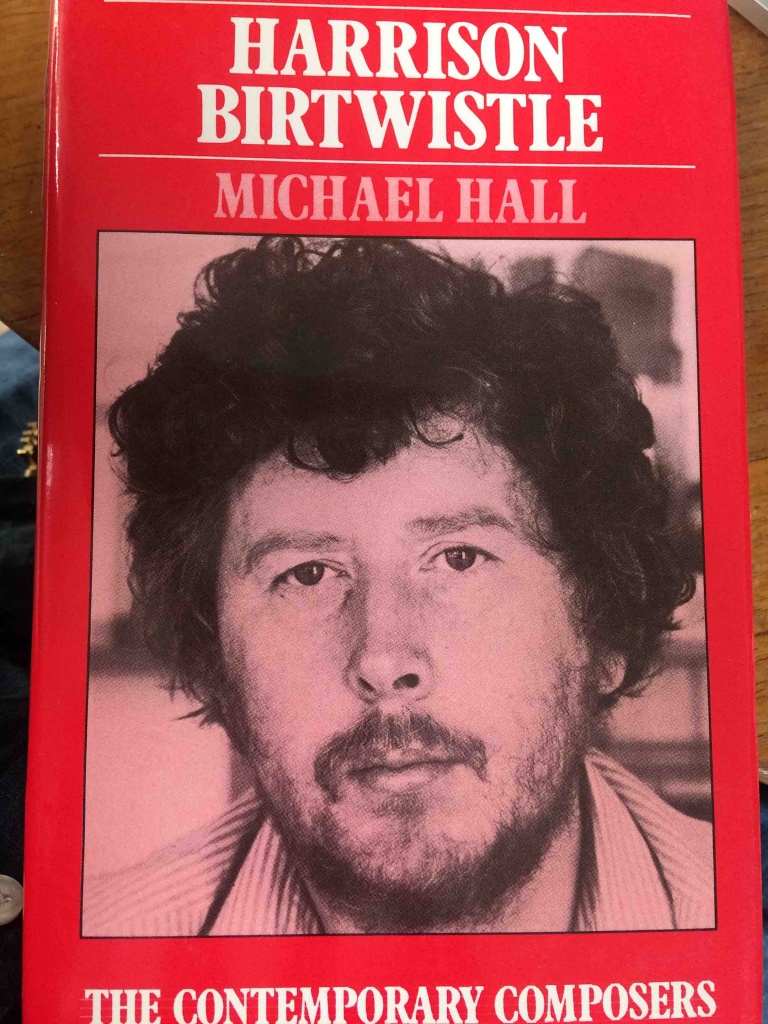 HARRISON
BIRTWISTLE
MICHAEL HALL
THE CONTEMPORARY COMPOSERS